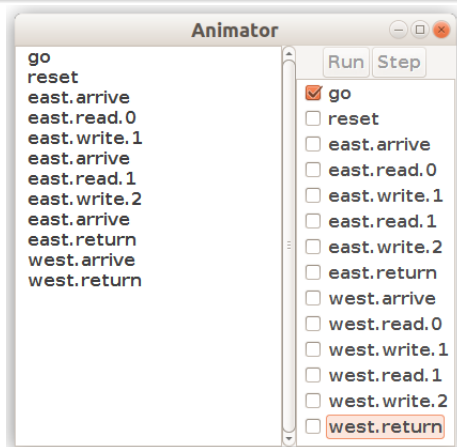 Animator
go
reset
east.arrive
east.read.0
east.write.1
east.arrive
east.read.1
east.write.2
east.arrive
east.return
west.arrive
west.return
Run Step
go
reset
east.arrive
east.read.0
east.write.1
east.read.1
east.write.2
east.return
west.arrive
west.read.0
west.write.1
west.read.1
west.write.2
west.return